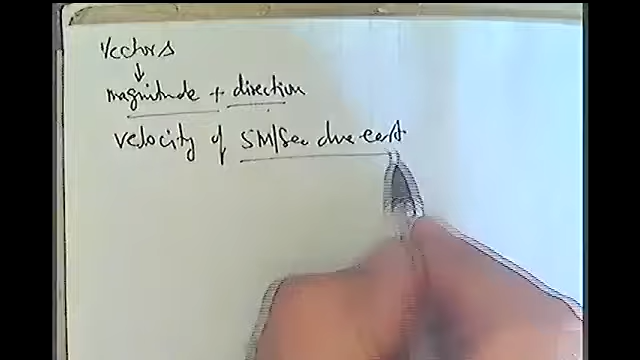 Vectors
↓
magnitude + direction
velocity of 5M/Sec due east